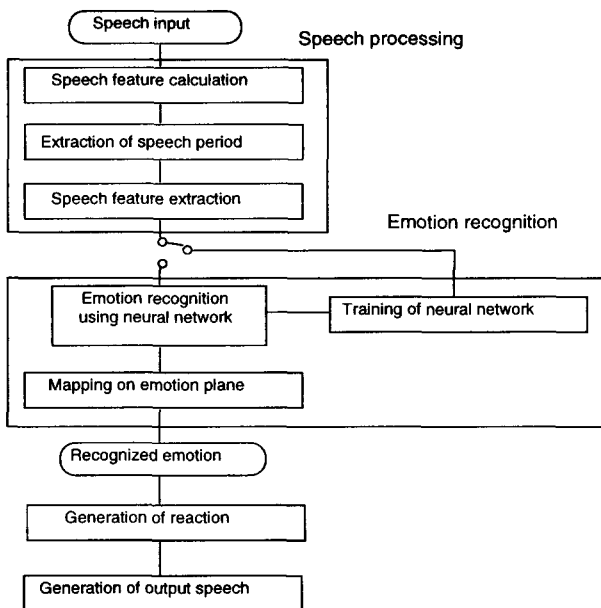 Speech input
Speech processing
Speech feature calculation
Extraction of speech period
Speech feature extraction
Emotion recognition
Emotion recognition
using neural network
Training of neural network
Mapping on emotion plane
Recognized emotion
Generation of reaction
Generation of output speech